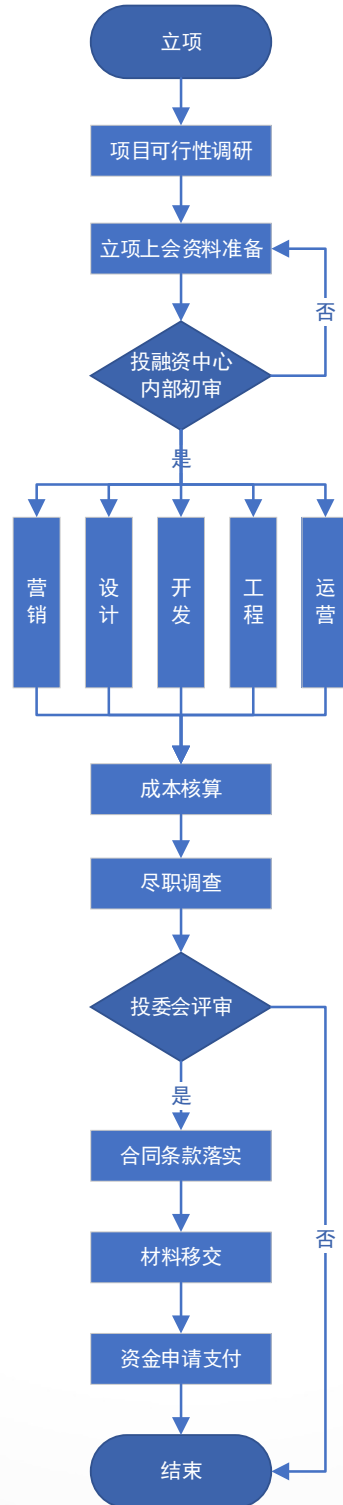 立项
项目可行性调研
立项上会资料准备
否
投融资中心
内部初审
是
营
销
设
计
开
发
工
程
运
营
成本核算
尽职调查
投委会评审
是
合同条款落实
否
材料移交
资金申请支付
结束